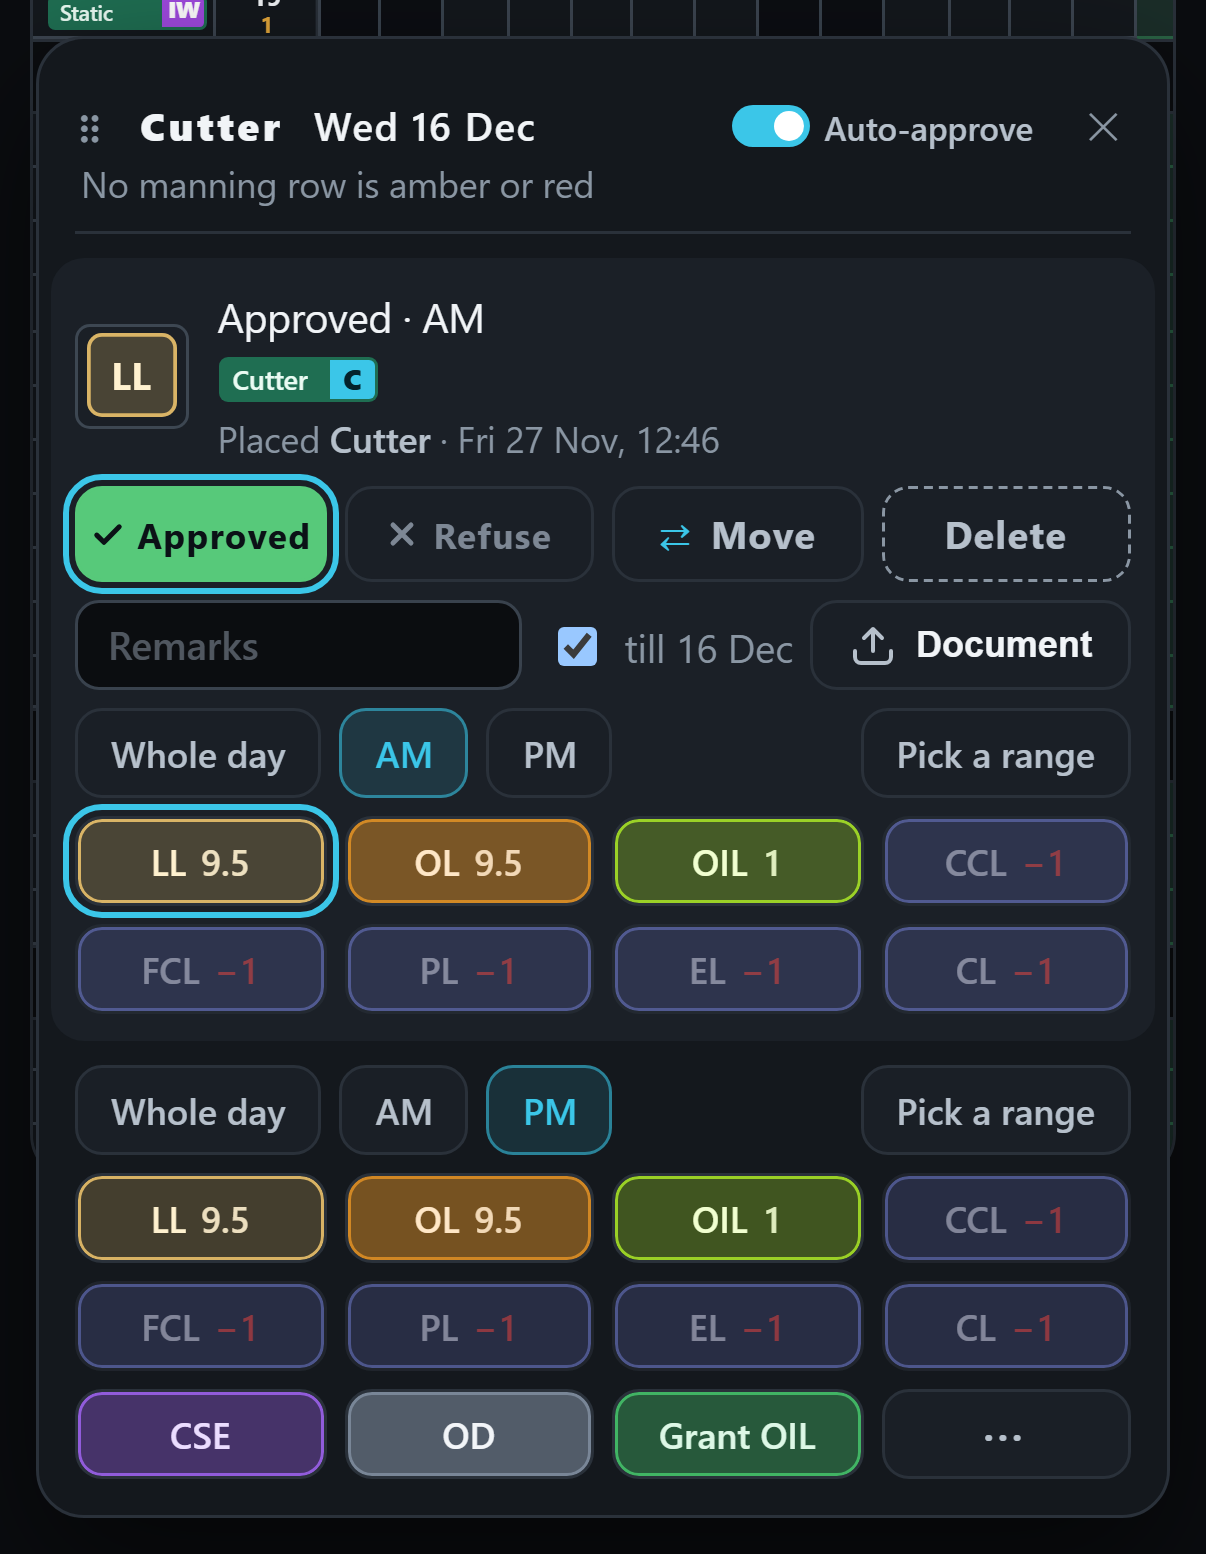 Static IW
1
Cutter Wed 16 Dec Auto-approve
No manning row is amber or red
Approved · AM
LL
Cutter C
Placed Cutter · Fri 27 Nov, 12:46
Approved Refuse Move Delete
Remarks till 16 Dec Document
Whole day AM PM Pick a range
LL 9.5 OL 9.5 OIL 1 CCL −1
FCL −1 PL −1 EL −1 CL −1
Whole day AM PM Pick a range
LL 9.5 OL 9.5 OIL 1 CCL −1
FCL −1 PL −1 EL −1 CL −1
CSE OD Grant OIL ...